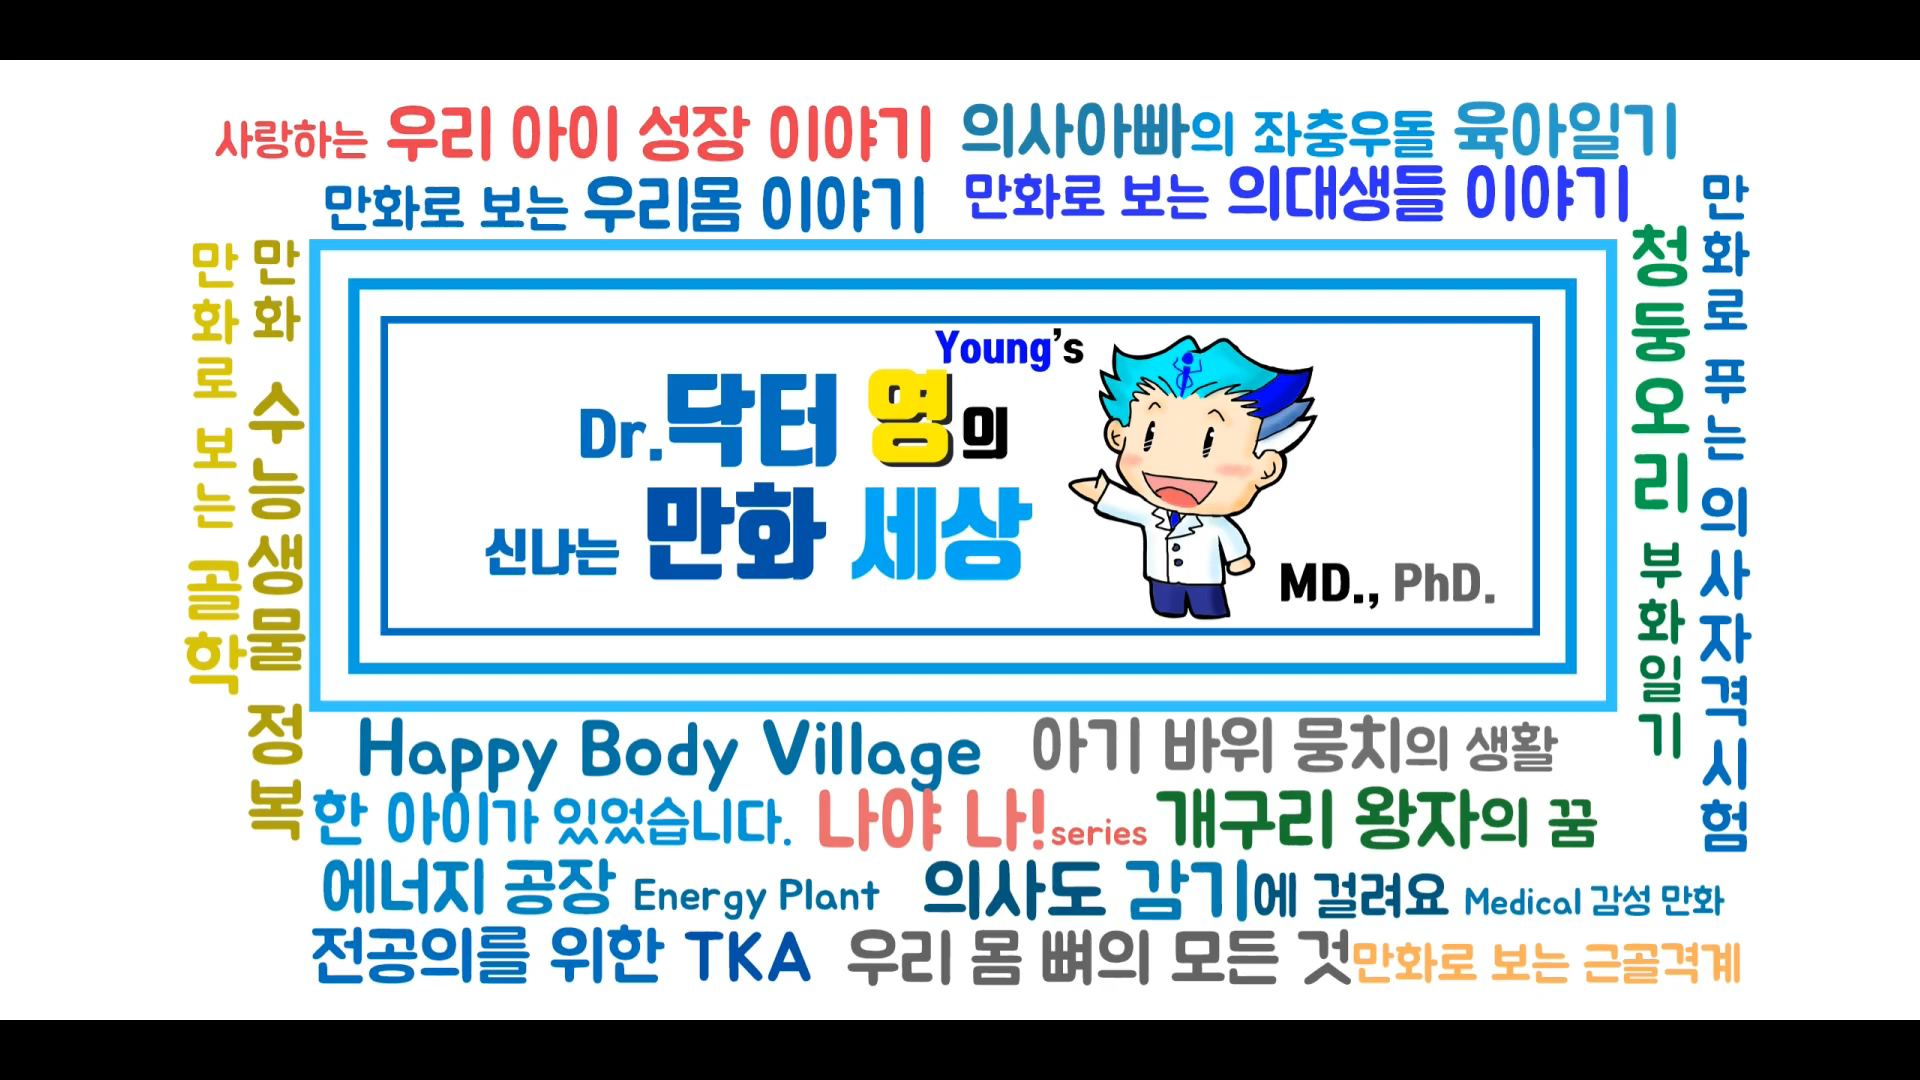 사랑하는 우리 아이 성장 이야기
의사아빠의 좌충우돌 육아일기
만화로 보는 우리몸 이야기
만화로 보는 의대생들 이야기
만화로 보는 골학
만화 수능생물 정복
Young's
Dr.닥터 영의
신나는 만화 세상
MD., PhD.
청둥오리 부화일기
만화로 푸는 의사자격시험
Happy Body Village
아기 바위 뭉치의 생활
한 아이가 있었습니다.
나야 나! series
개구리 왕자의 꿈
에너지 공장 Energy Plant
의사도 감기에 걸려요 Medical 감성 만화
전공의를 위한 TKA
우리 몸 뼈의 모든 것 만화로 보는 근골격계